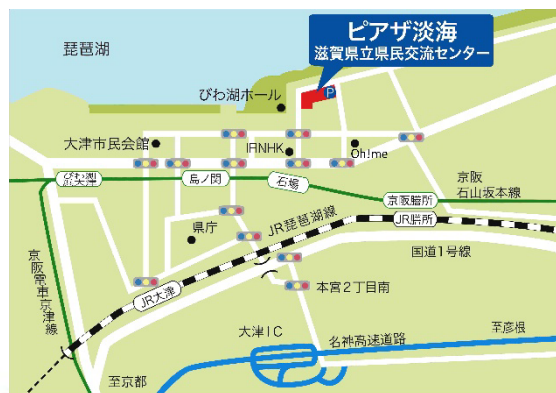 ピアザ淡海
滋賀県立県民交流センター
P
琵琶湖
びわ湖ホール
大津市民会館
IRNHK
Oh!me
びわ湖
浜大津
島ノ関
石場
京阪膳所
京阪
石山坂本線
県庁
JR琵琶湖線
JR膳所
国道1号線
京阪電車京津線
JR大津
本宮2丁目南
大津IC
名神高速道路
至彦根
至京都